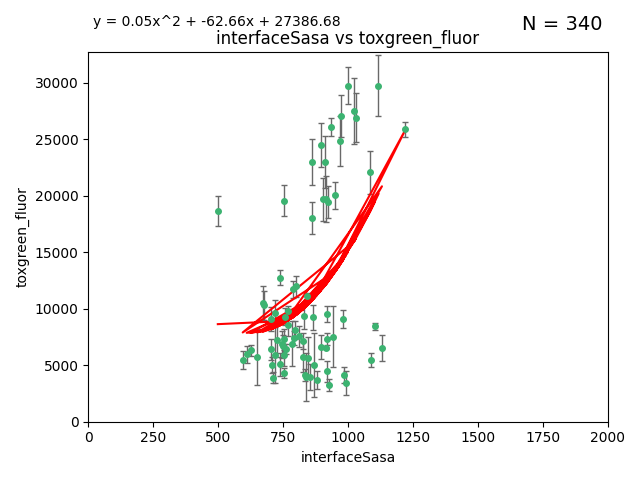 y = 0.05x^2 + -62.66x + 27386.68
N = 340
interfaceSasa vs toxgreen_fluor
30000
25000
20000
15000
10000
5000
0
toxgreen_fluor
0 250 500 750 1000 1250 1500 1750 2000
interfaceSasa